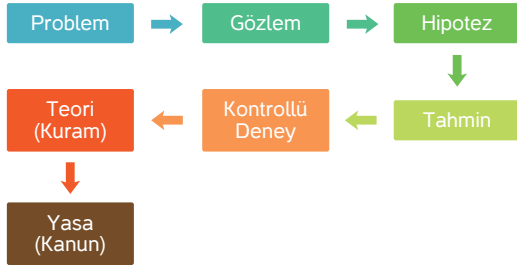 Problem
Gözlem
Hipotez
Tahmin
Kontrollü
Deney
Teori
(Kuram)
Yasa
(Kanun)